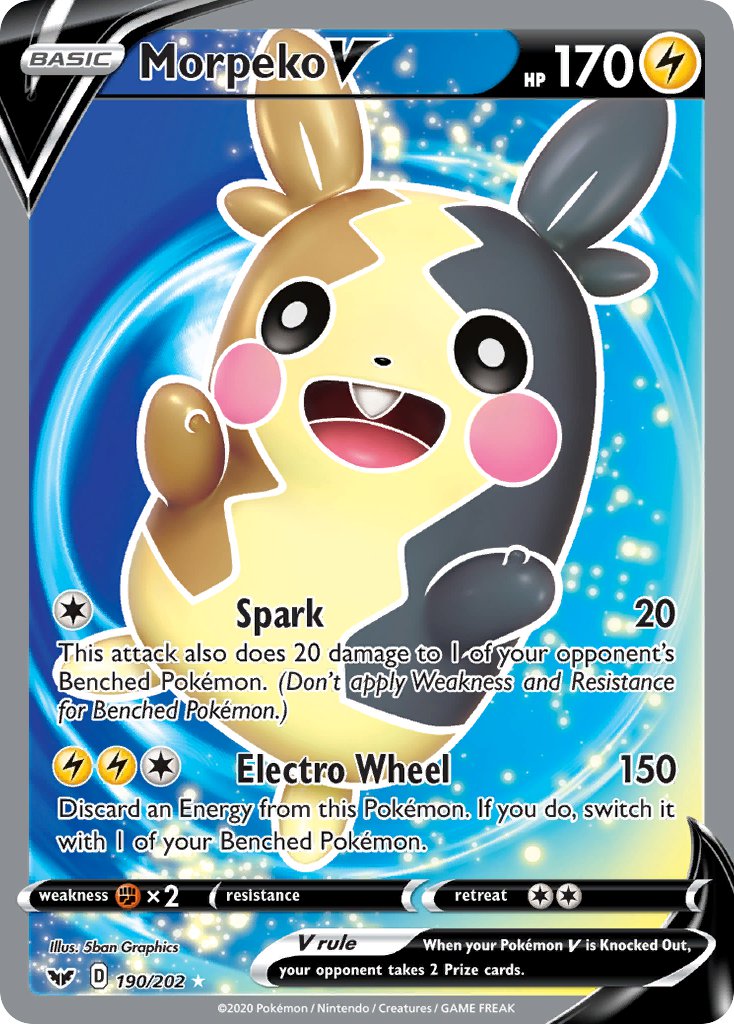 BASIC Morpeko V HP 170
Spark 20
This attack also does 20 damage to 1 of your opponent's
Benched Pokémon. (Don't apply Weakness and Resistance
for Benched Pokémon.)
Electro Wheel 150
Discard an Energy from this Pokémon. If you do, switch it
with 1 of your Benched Pokémon.
weakness ×2 resistance retreat
Illus. 5ban Graphics
V rule When your Pokémon V is Knocked Out,
your opponent takes 2 Prize cards.
D 190/202
©2020 Pokémon / Nintendo / Creatures / GAME FREAK